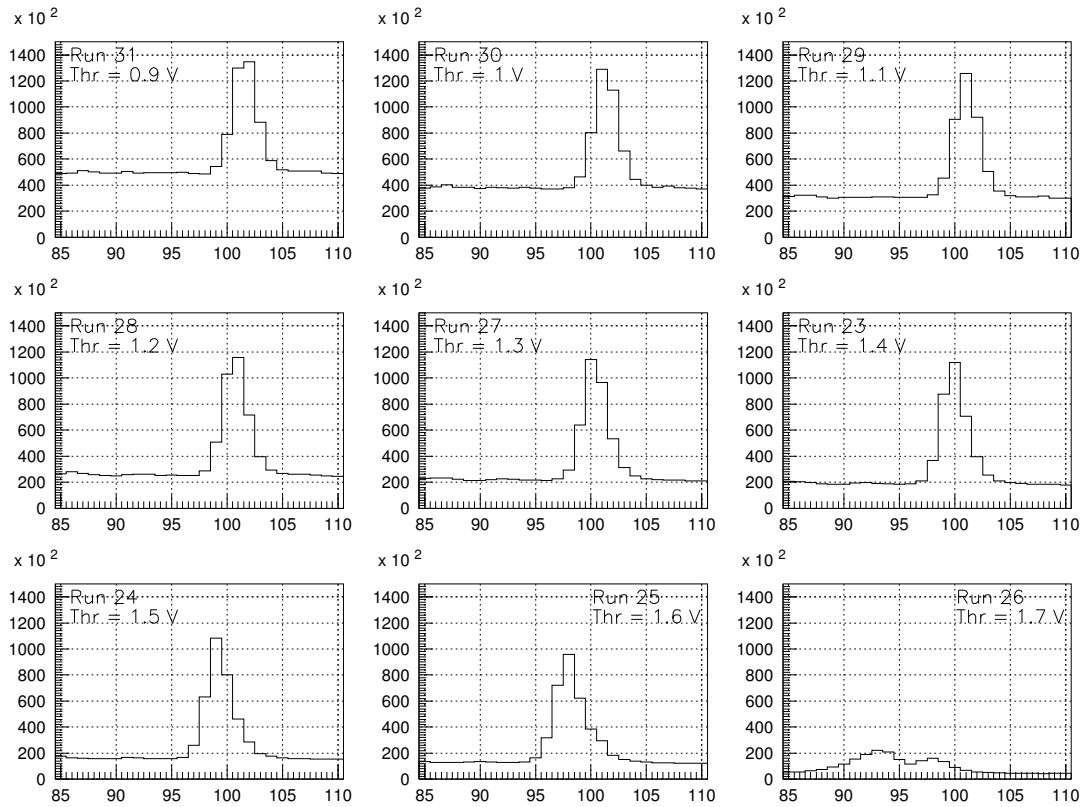 x 10 2 x 10 2 x 10 2
1400 Run 31 1400 Run 30 1400 Run 29
1200 Thr = 0.9 V 1200 Thr = 1 V 1200 Thr = 1.1 V
1000 1000 1000
800 800 800
600 600 600
400 400 400
200 200 200
0 0 0
85 90 95 100 105 110 85 90 95 100 105 110 85 90 95 100 105 110
x 10 2 x 10 2 x 10 2
1400 Run 28 1400 Run 27 1400 Run 23
1200 Thr = 1.2 V 1200 Thr = 1.3 V 1200 Thr = 1.4 V
1000 1000 1000
800 800 800
600 600 600
400 400 400
200 200 200
0 0 0
85 90 95 100 105 110 85 90 95 100 105 110 85 90 95 100 105 110
x 10 2 x 10 2 x 10 2
1400 Run 24 1400 Run 25 1400 Run 26
1200 Thr = 1.5 V 1200 Thr = 1.6 V 1200 Thr = 1.7 V
1000 1000 1000
800 800 800
600 600 600
400 400 400
200 200 200
0 0 0
85 90 95 100 105 110 85 90 95 100 105 110 85 90 95 100 105 110